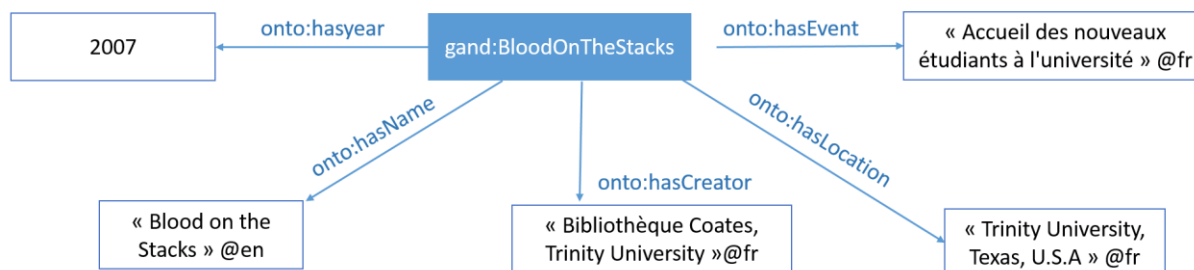 onto:hasyear
gand:BloodOnTheStacks
onto:hasEvent
2007
« Accueil des nouveaux
étudiants à l'université » @fr
onto:hasName
onto:hasLocation
onto:hasCreator
« Blood on the
Stacks » @en
« Bibliothèque Coates,
Trinity University »@fr
« Trinity University,
Texas, U.S.A » @fr